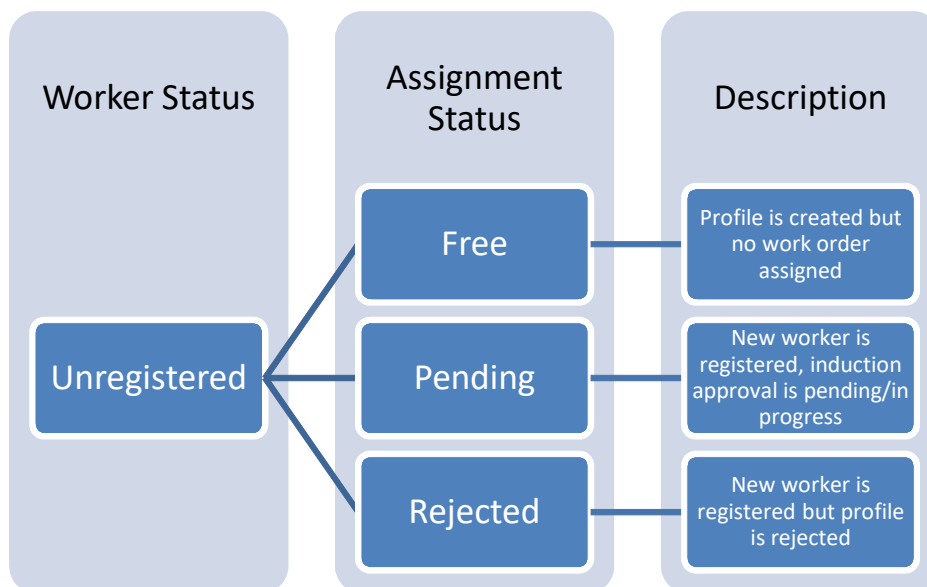 Worker Status
Assignment
Status
Description
Unregistered
Free
Profile is created but
no work order
assigned
Pending
New worker is
registered, induction
approval is pending/in
progress
Rejected
New worker is
registered but profile
is rejected